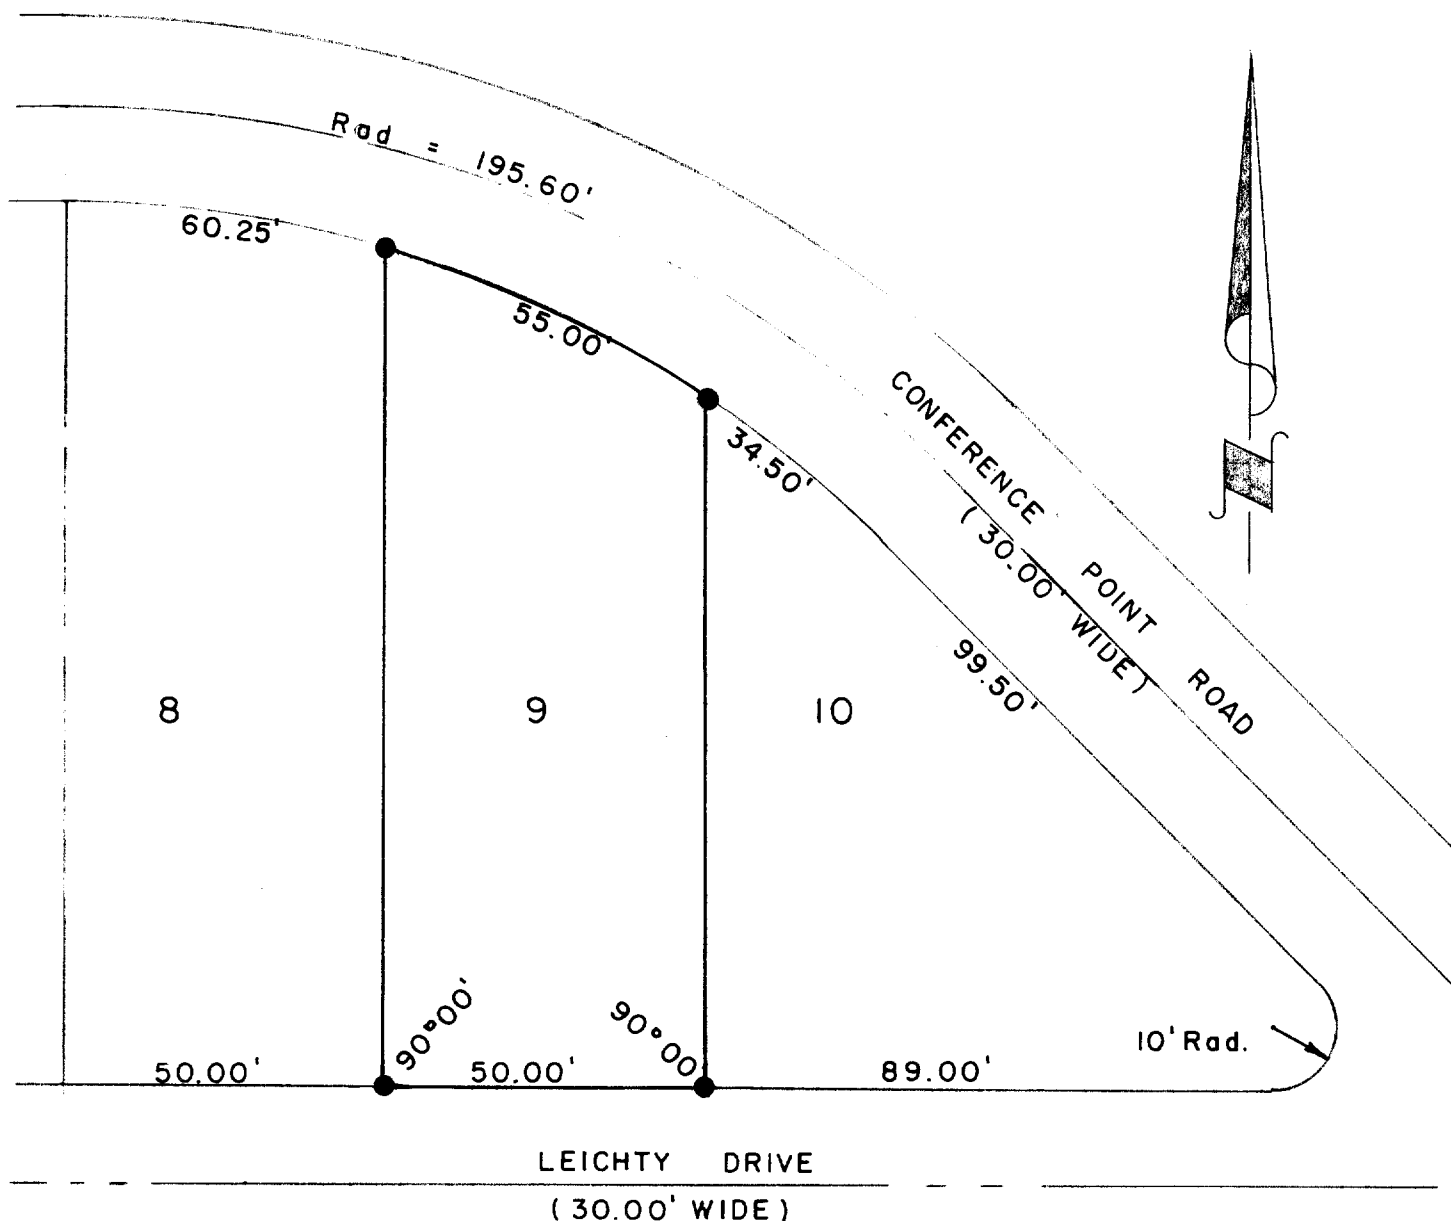 Rad = 195.60'
60.25'
55.00'
34.50'
CONFERENCE POINT ROAD
(30.00' WIDE)
99.50'
N
8
9
10
90°00'
90°00'
10' Rad.
50.00'
50.00'
89.00'
LEICHTY DRIVE
(30.00' WIDE)